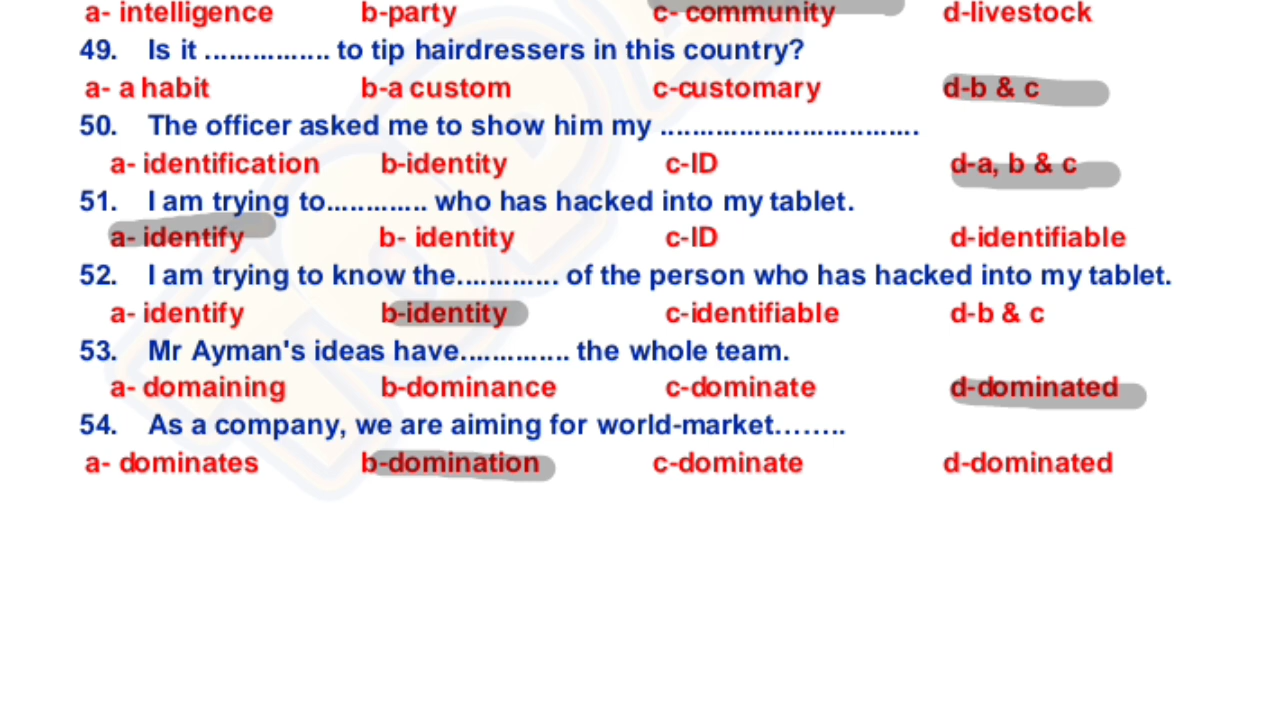 a- intelligence b-party c- community d-livestock
49. Is it ................ to tip hairdressers in this country?
a- a habit b-a custom c-customary d-b & c
50. The officer asked me to show him my .................................
a- identification b-identity c-ID d-a, b & c
51. I am trying to............. who has hacked into my tablet.
a- identify b- identity c-ID d-identifiable
52. I am trying to know the............. of the person who has hacked into my tablet.
a- identify b-identity c-identifiable d-b & c
53. Mr Ayman's ideas have.............. the whole team.
a- domaining b-dominance c-dominate d-dominated
54. As a company, we are aiming for world-market........
a- dominates b-domination c-dominate d-dominated